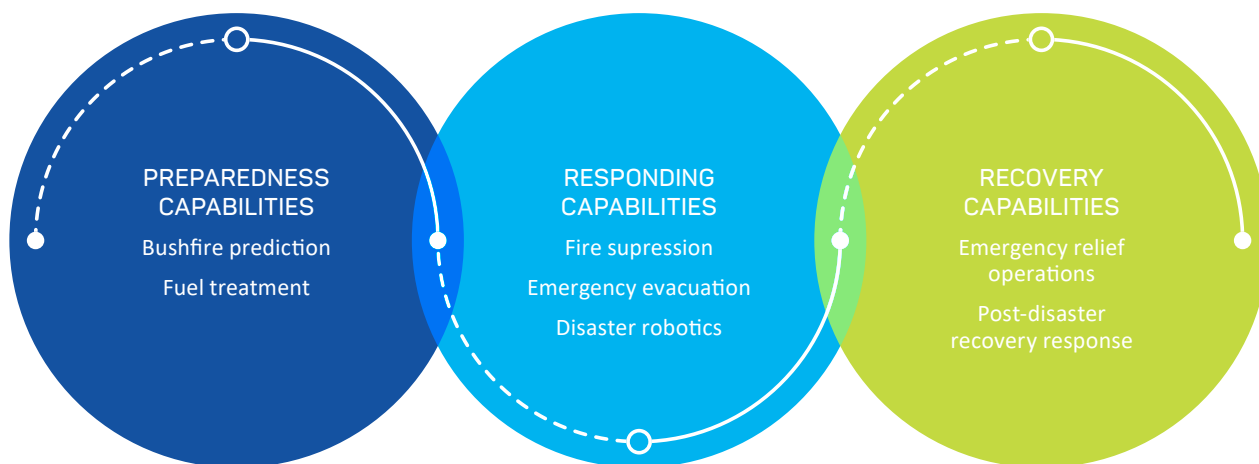 PREPAREDNESS
CAPABILITIES
Bushfire prediction
Fuel treatment
RESPONDING
CAPABILITIES
Fire supression
Emergency evacuation
Disaster robotics
RECOVERY
CAPABILITIES
Emergency relief
operations
Post-disaster
recovery response